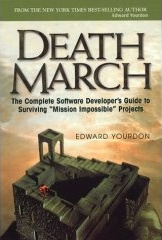 FROM THE NEW YORK TIMES BEST-SELLING AUTHOR
Edward Yourdon
DEATH
MARCH
The Complete Software Developer's Guide to
Surviving "Mission Impossible" Projects
EDWARD YOURDON